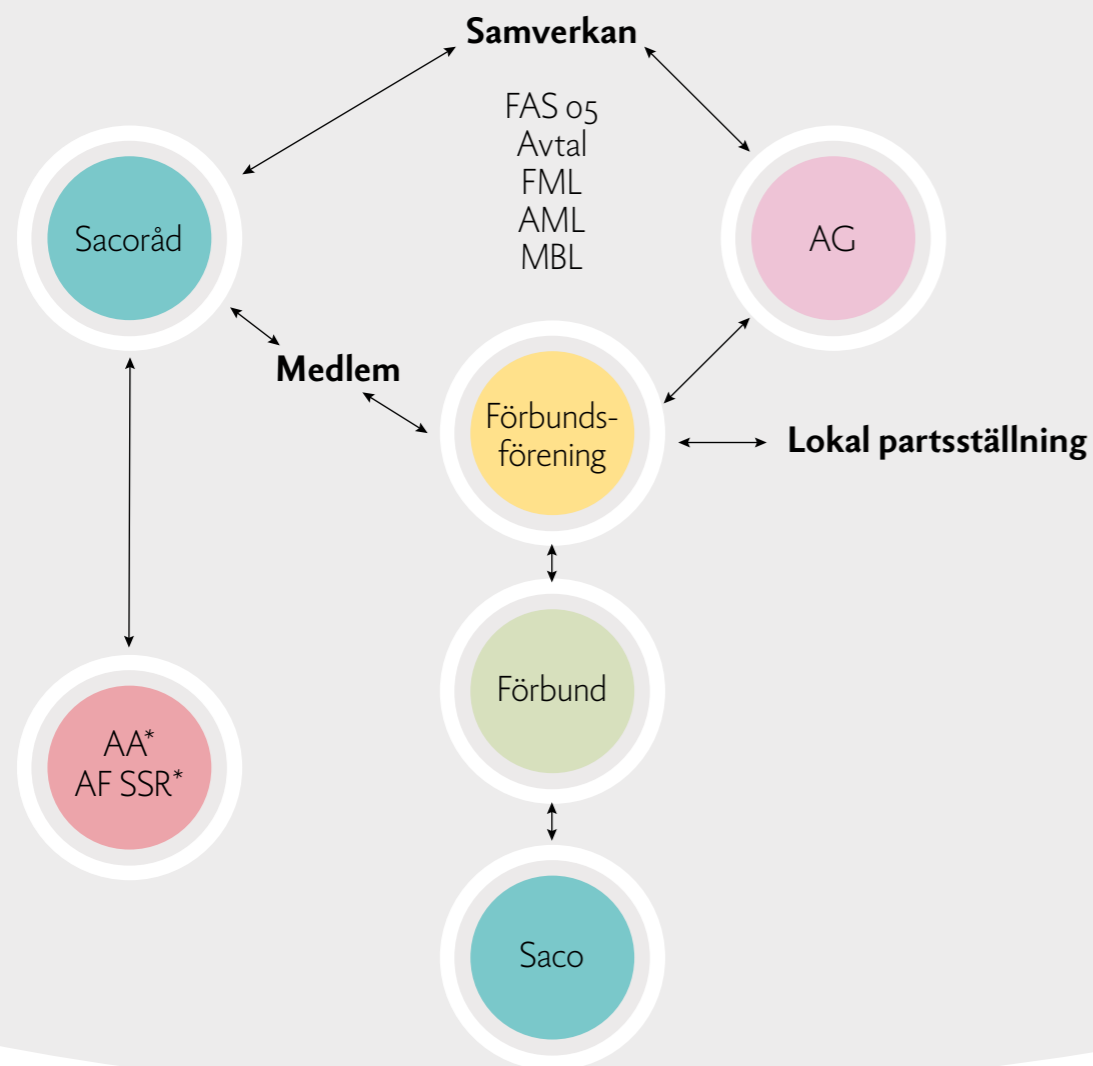 Samverkan
FAS 05
Avtal
FML
AML
MBL
Sacoråd
AG
Medlem
Förbunds-
förening
Lokal partsställning
Förbund
AA*
AF SSR*
Saco